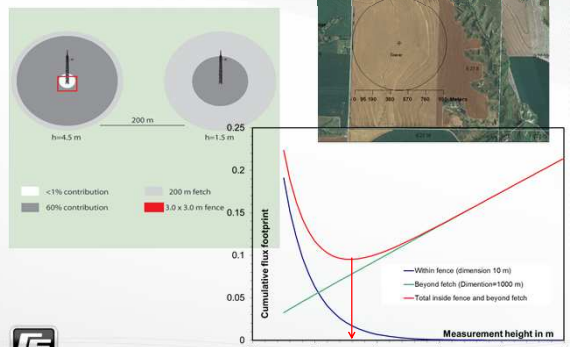 200 m
h=4.5 m
h=1.5 m
<1% contribution
200 m fetch
60% contribution
3.0 x 3.0 m fence
Tower
Meters
0.25
0.2
0.15
0.1
0.05
0
Cumulative flux footprint
Within fence (dimension 10 m)
Beyond fetch (Dimention=1000 m)
Total inside fence and beyond fetch
Measurement height in m